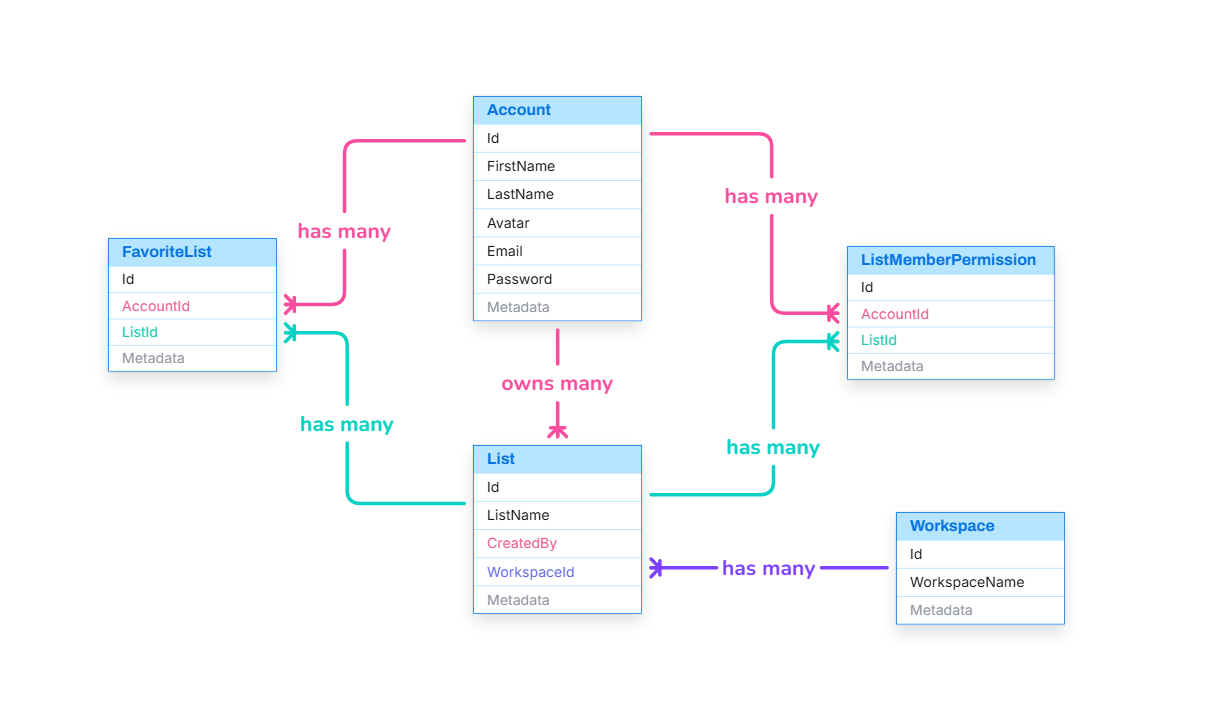 Account
Id
FirstName
LastName
Avatar
Email
Password
Metadata
has many
has many
FavoriteList
Id
AccountId
ListId
Metadata
ListMemberPermission
Id
AccountId
ListId
Metadata
owns many
has many
has many
List
Id
ListName
CreatedBy
WorkspaceId
Metadata
has many
Workspace
Id
WorkspaceName
Metadata